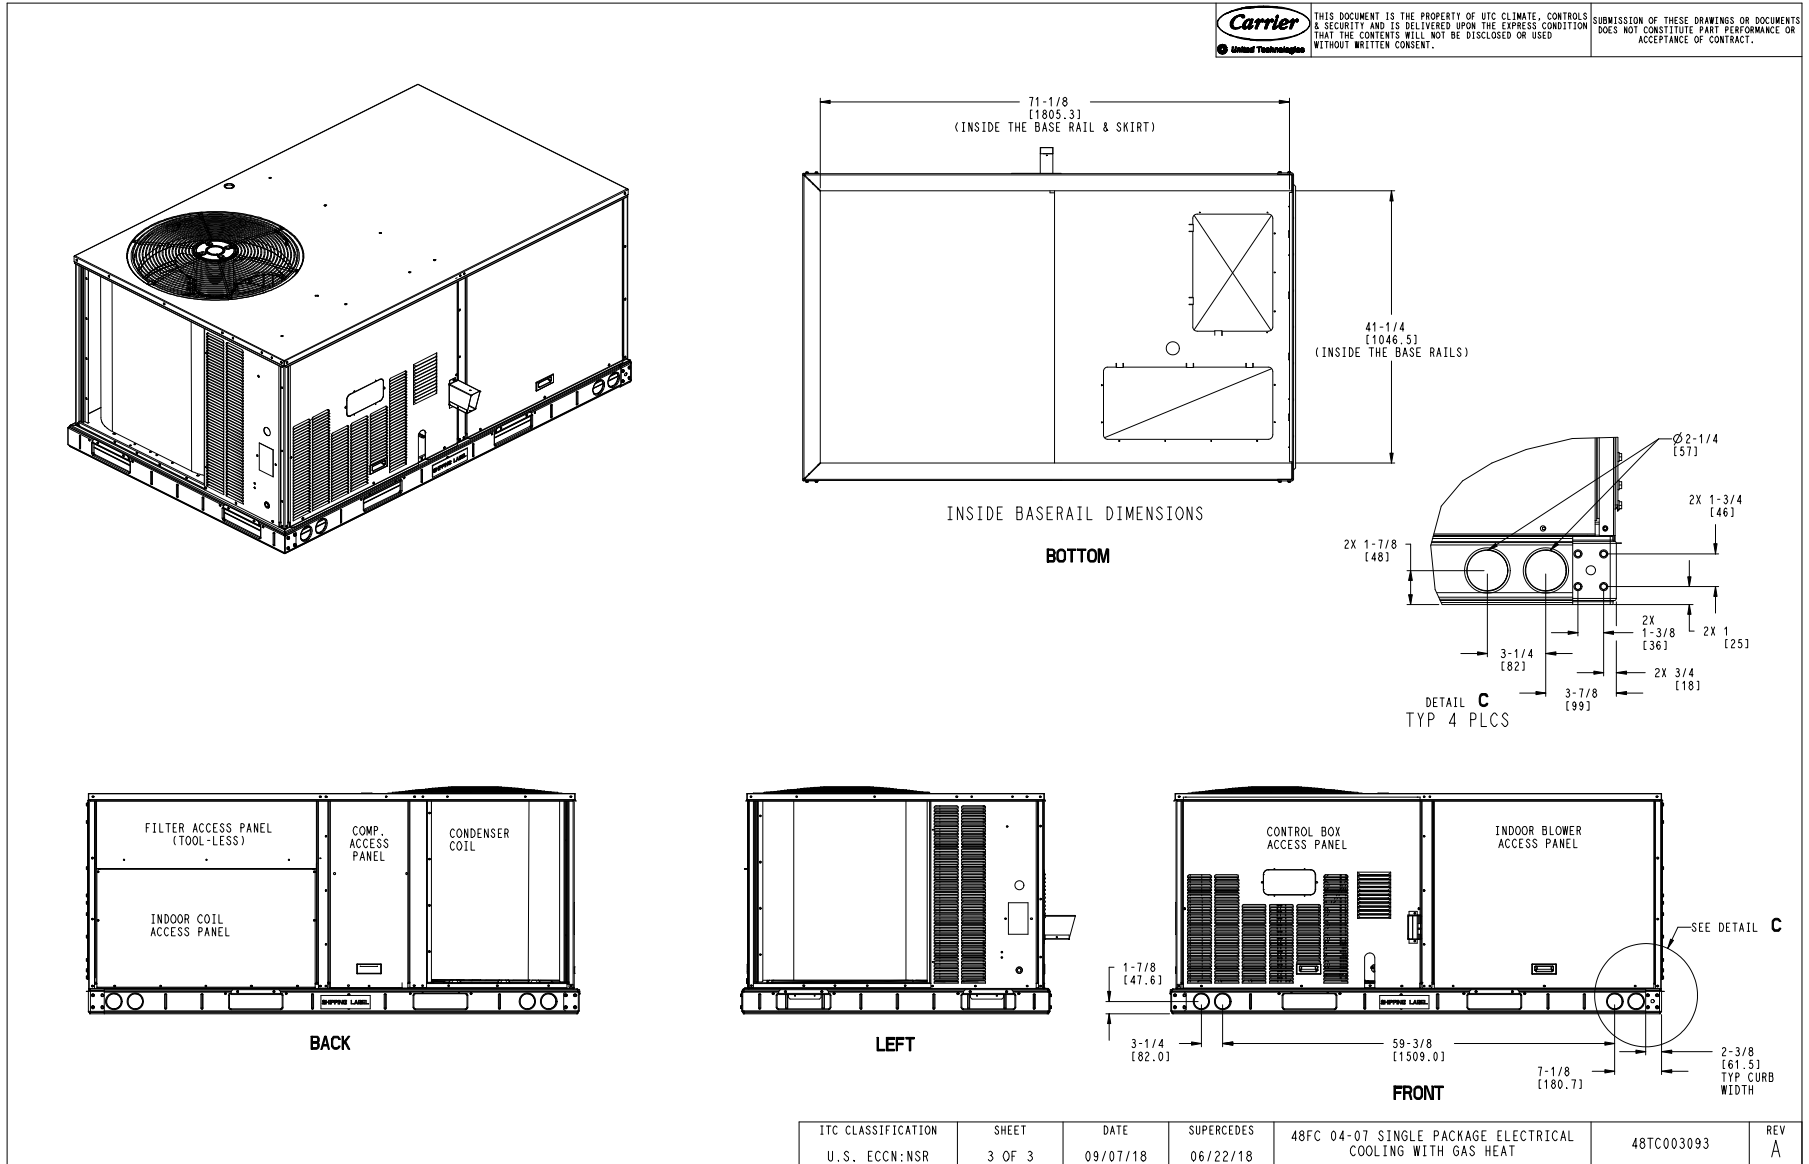 Carrier
United Technologies
THIS DOCUMENT IS THE PROPERTY OF UTC CLIMATE, CONTROLS
& SECURITY AND IS DELIVERED UPON THE EXPRESS CONDITION
THAT THE CONTENTS WILL NOT BE DISCLOSED OR USED
WITHOUT WRITTEN CONSENT.
SUBMISSION OF THESE DRAWINGS OR DOCUMENTS
DOES NOT CONSTITUTE PART PERFORMANCE OR
ACCEPTANCE OF CONTRACT.
SHIPPING LABEL
71-1/8
[1805.3]
(INSIDE THE BASE RAIL & SKIRT)
41-1/4
[1046.5]
(INSIDE THE BASE RAILS)
INSIDE BASERAIL DIMENSIONS
BOTTOM
Ø2-1/4
[57]
2X 1-3/4
[46]
2X 1-7/8
[48]
2X
1-3/8
[36]
2X 1
[25]
3-1/4
[82]
2X 3/4
[18]
3-7/8
[99]
DETAIL C
TYP 4 PLCS
FILTER ACCESS PANEL
(TOOL-LESS)
COMP.
ACCESS
PANEL
CONDENSER
COIL
INDOOR COIL
ACCESS PANEL
SHIPPING LABEL
BACK
LEFT
CONTROL BOX
ACCESS PANEL
INDOOR BLOWER
ACCESS PANEL
SEE DETAIL C
1-7/8
[47.6]
SHIPPING LABEL
3-1/4
[82.0]
59-3/8
[1509.0]
7-1/8
[180.7]
2-3/8
[61.5]
TYP CURB
WIDTH
FRONT
ITC CLASSIFICATION
U.S. ECCN:NSR
SHEET
3 OF 3
DATE
09/07/18
SUPERCEDES
06/22/18
48FC 04-07 SINGLE PACKAGE ELECTRICAL
COOLING WITH GAS HEAT
48TC003093
REV
A